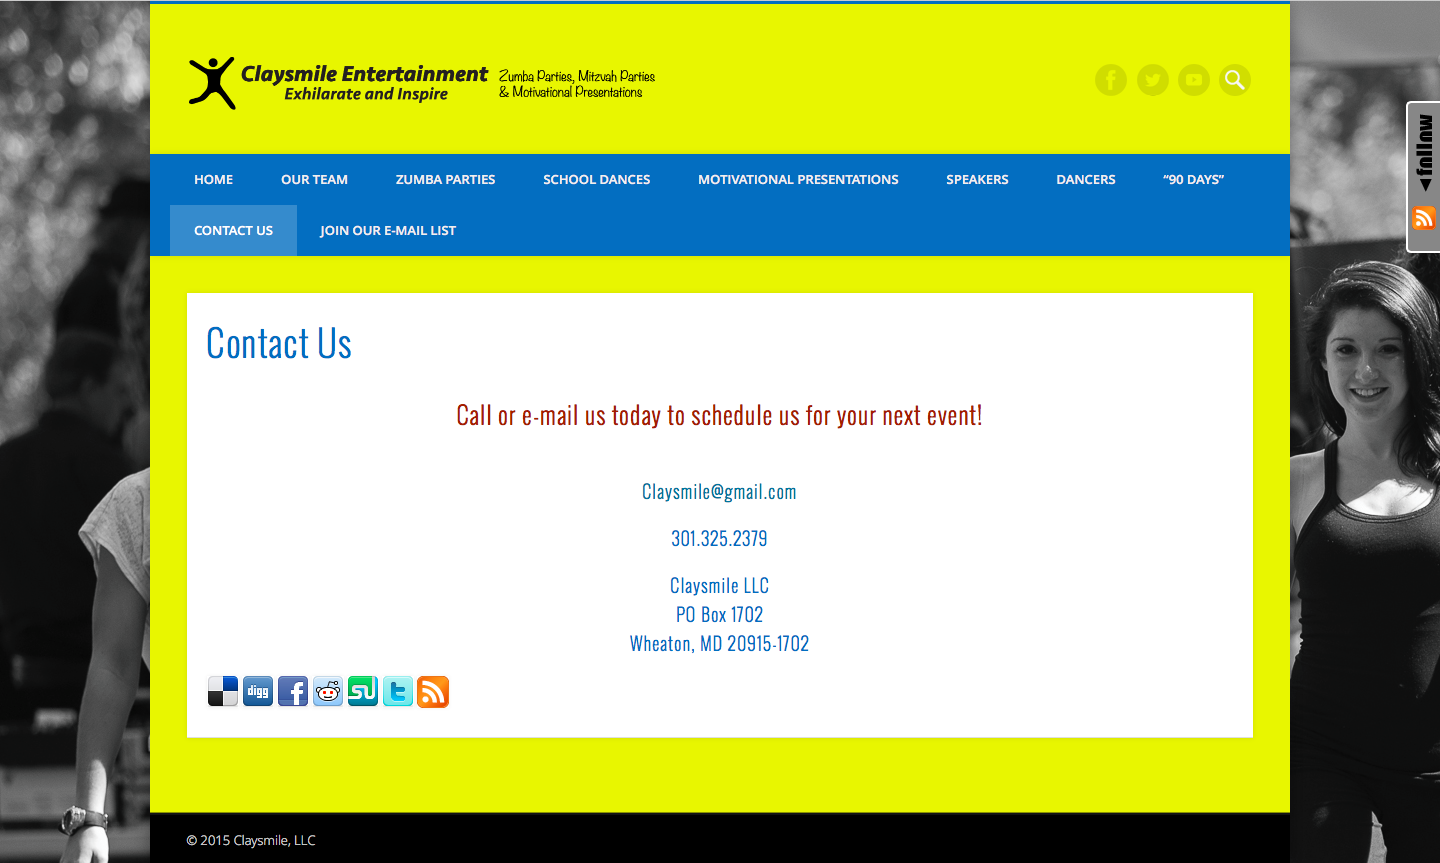 Claysmile Entertainment
Exhilarate and Inspire
Zumba Parties, Mitzvah Parties
& Motivational Presentations
follow
HOME OUR TEAM ZUMBA PARTIES SCHOOL DANCES MOTIVATIONAL PRESENTATIONS SPEAKERS DANCERS “90 DAYS”
CONTACT US JOIN OUR E-MAIL LIST
Contact Us
Call or e-mail us today to schedule us for your next event!
Claysmile@gmail.com
301.325.2379
Claysmile LLC
PO Box 1702
Wheaton, MD 20915-1702
digg
© 2015 Claysmile, LLC